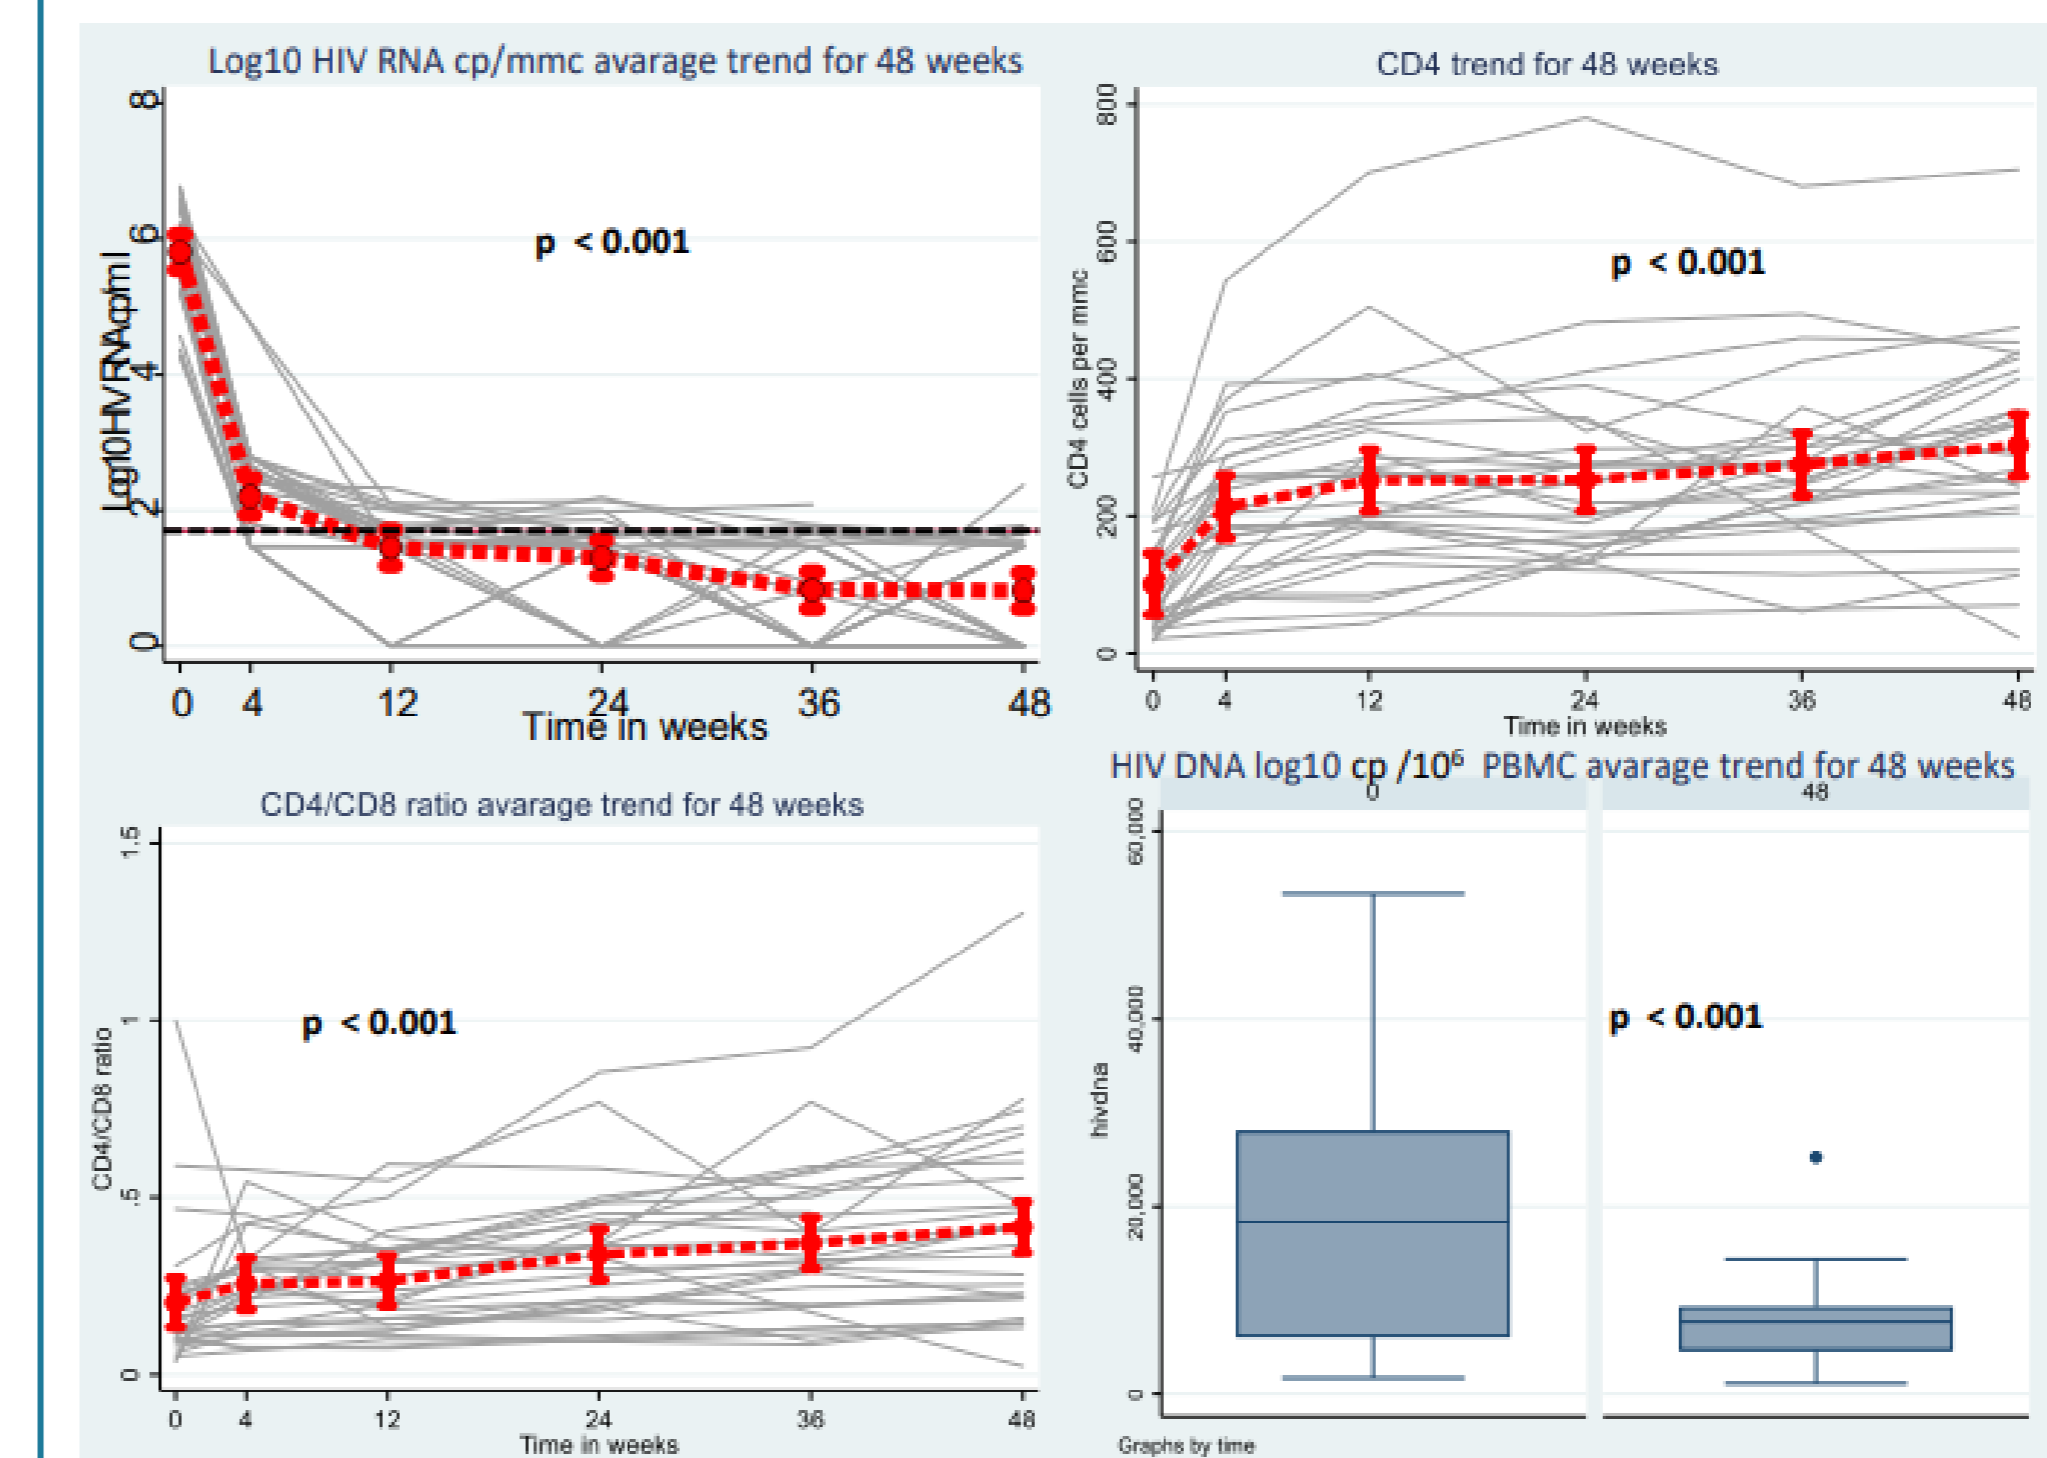 Log10 HIV RNA cp/mmc avarage trend for 48 weeks
Log10 HIV RNA cp/ml
8
6
4
2
0
p < 0.001
0 4 12 24 36 48
Time in weeks
CD4 trend for 48 weeks
CD4 cells per mmc
800
600
400
200
0
p < 0.001
0 4 12 24 36 48
Time in weeks
CD4/CD8 ratio avarage trend for 48 weeks
CD4/CD8 ratio
1.5
1
.5
0
p < 0.001
0 4 12 24 36 48
Time in weeks
HIV DNA log10 cp /10⁶ PBMC avarage trend for 48 weeks
0 48
hivdna
60,000
40,000
20,000
0
p < 0.001
Graphs by time